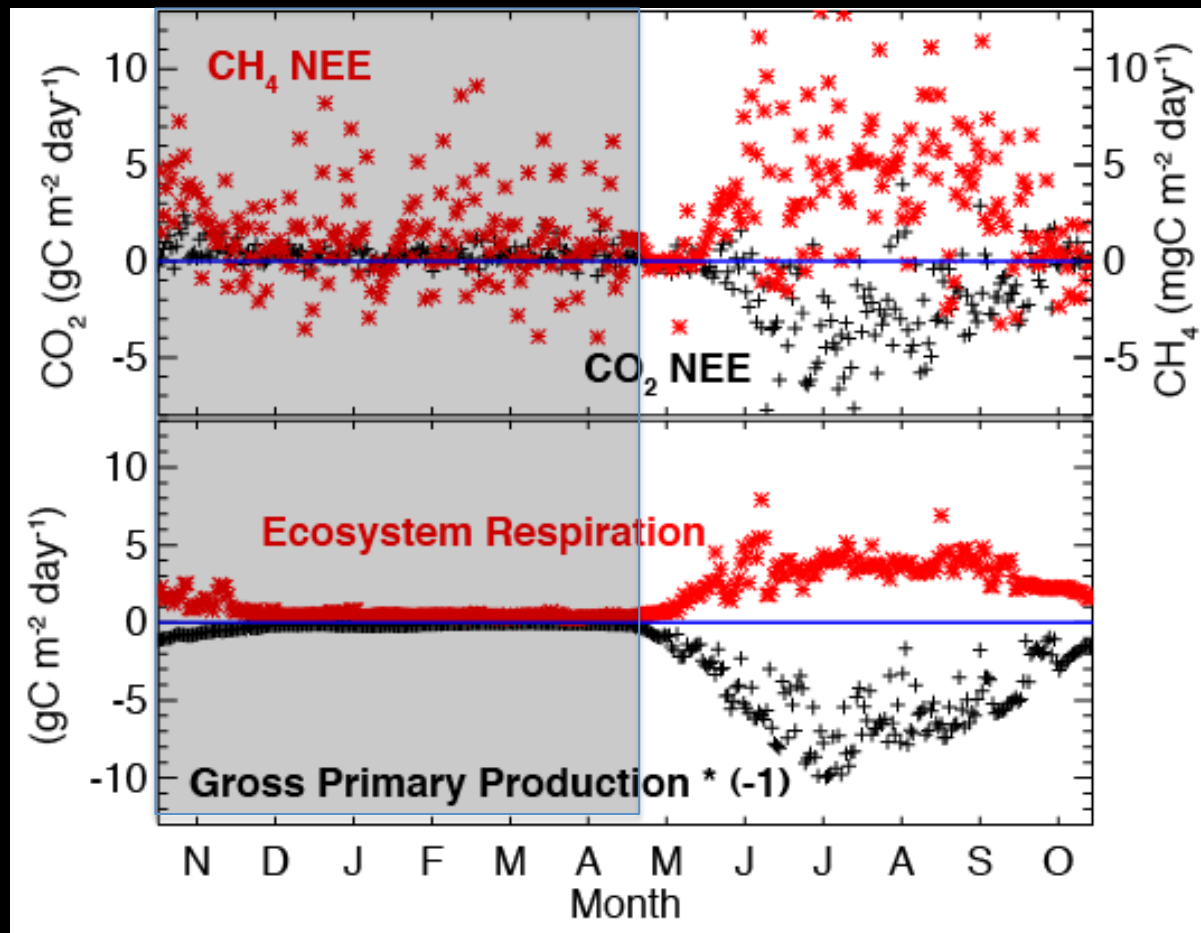 CO₂ (gC m⁻² day⁻¹)
10
5
0
-5
CH₄ NEE
CO₂ NEE
10
5
0
-5
CH₄ (mgC m⁻² day⁻¹)
(gC m⁻² day⁻¹)
10
5
0
-5
-10
Ecosystem Respiration
Gross Primary Production * (-1)
N D J F M A M J J A S O
Month